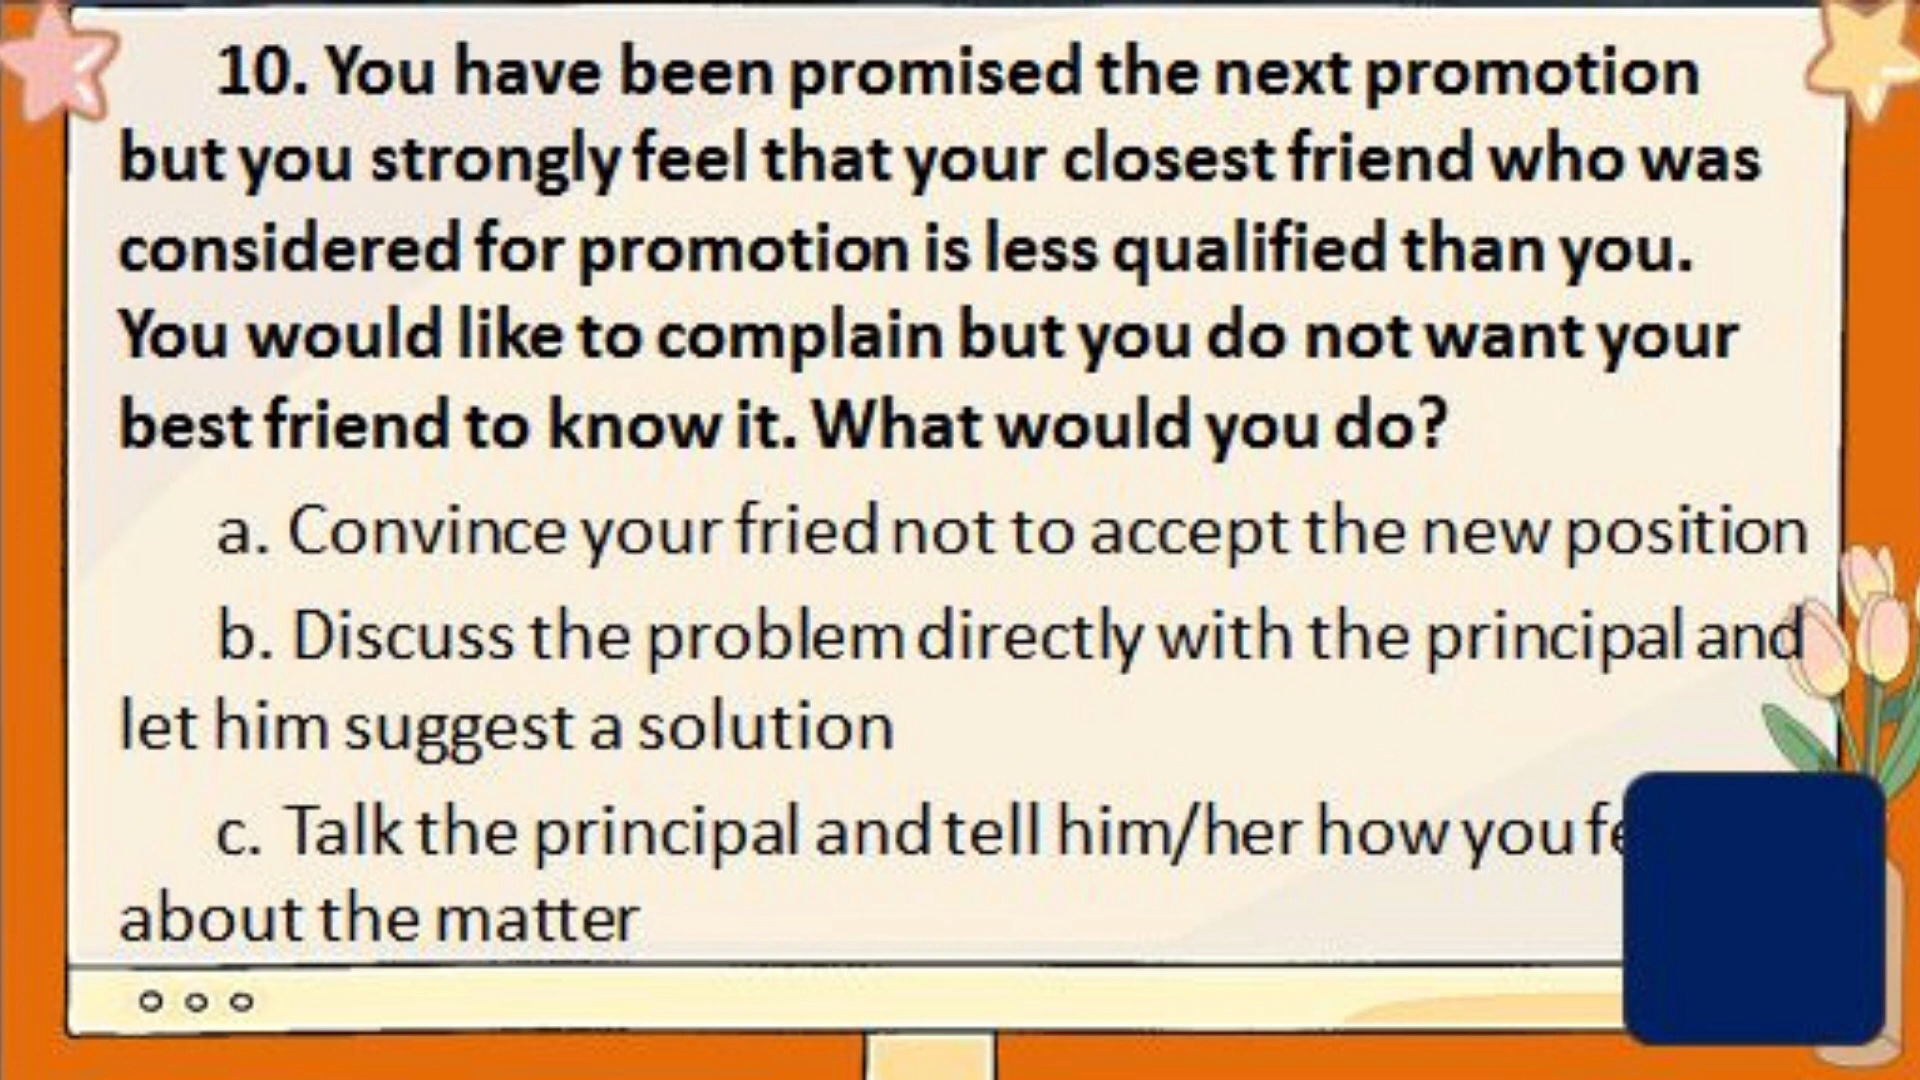 10. You have been promised the next promotion
but you strongly feel that your closest friend who was
considered for promotion is less qualified than you.
You would like to complain but you do not want your
best friend to know it. What would you do?
a. Convince your fried not to accept the new position
b. Discuss the problem directly with the principal and
let him suggest a solution
c. Talk the principal and tell him/her how you
about the matter